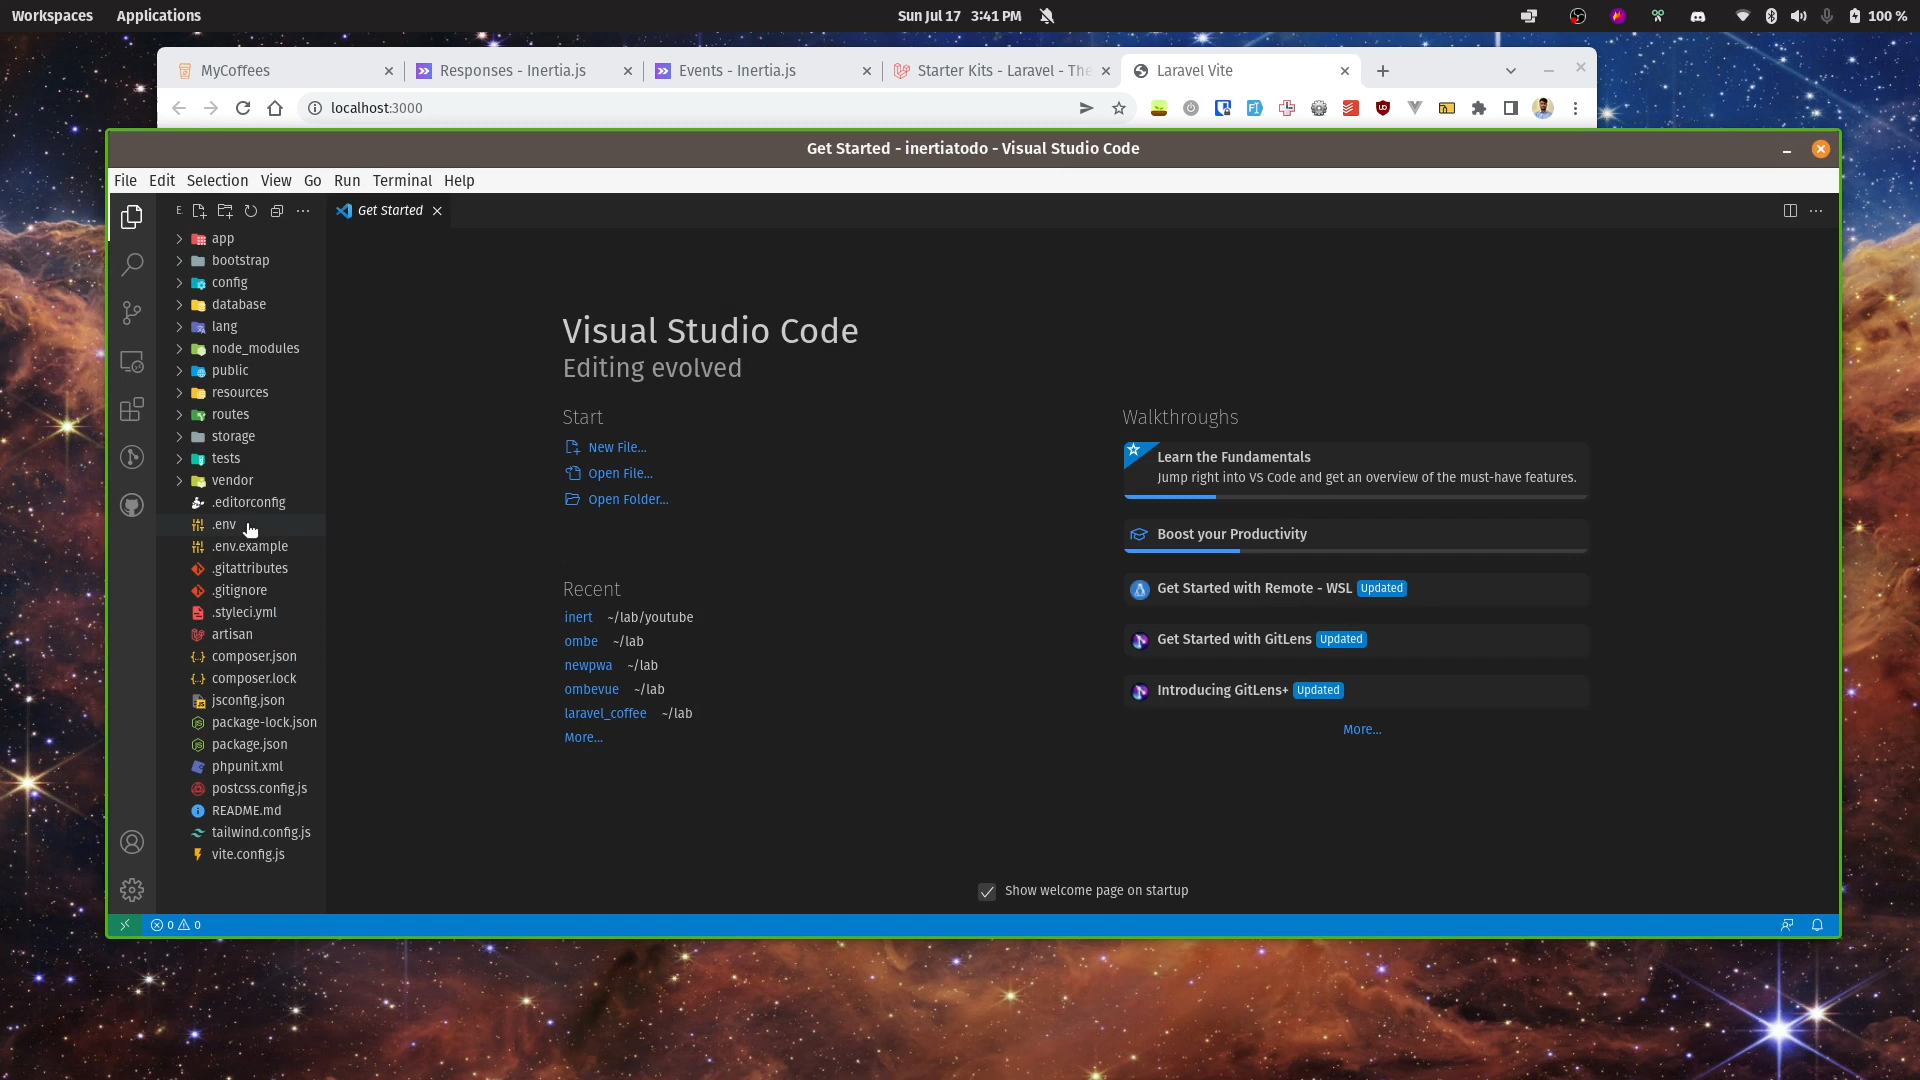 Workspaces Applications Sun Jul 17 3:41 PM 100 %
MyCoffees Responses - Inertia.js Events - Inertia.js Starter Kits - Laravel - The Laravel Vite
localhost:3000
Get Started - inertiatodo - Visual Studio Code
File Edit Selection View Go Run Terminal Help
E. Get Started
app
bootstrap
config
database
lang
node_modules
public
resources
routes
storage
tests
vendor
.editorconfig
.env
.env.example
.gitattributes
.gitignore
.styleci.yml
artisan
composer.json
composer.lock
jsconfig.json
package-lock.json
package.json
phpunit.xml
postcss.config.js
README.md
tailwind.config.js
vite.config.js
Visual Studio Code
Editing evolved
Start
New File...
Open File...
Open Folder...
Recent
inert ~/lab/youtube
ombe ~/lab
newpwa ~/lab
ombevue ~/lab
laravel_coffee ~/lab
More...
Walkthroughs
Learn the Fundamentals
Jump right into VS Code and get an overview of the must-have features.
Boost your Productivity
Get Started with Remote - WSL Updated
Get Started with GitLens Updated
Introducing GitLens+ Updated
More...
Show welcome page on startup
0 0